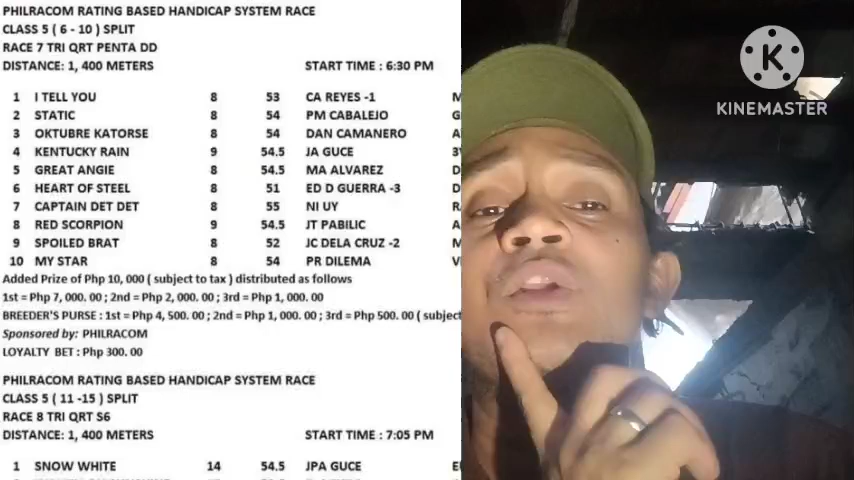 PHILRACOM RATING BASED HANDICAP SYSTEM RACE
CLASS 5 ( 6 - 10 ) SPLIT
RACE 7 TRI QRT PENTA DD
DISTANCE: 1, 400 METERS START TIME : 6:30 PM
1 I TELL YOU 8 53 CA REYES -1
2 STATIC 8 54 PM CABALEJO
3 OKTUBRE KATORSE 8 54 DAN CAMANERO
4 KENTUCKY RAIN 9 54.5 JA GUCE
5 GREAT ANGIE 8 54.5 MA ALVAREZ
6 HEART OF STEEL 8 51 ED D GUERRA -3
7 CAPTAIN DET DET 8 55 NI UY
8 RED SCORPION 9 54.5 JT PABILIC
9 SPOILED BRAT 8 52 JC DELA CRUZ -2
10 MY STAR 8 54 PR DILEMA
Added Prize of Php 10, 000 ( subject to tax ) distributed as follows
1st = Php 7, 000. 00 ; 2nd = Php 2, 000. 00 ; 3rd = Php 1, 000. 00
BREEDER'S PURSE : 1st = Php 4, 500. 00 ; 2nd = Php 1, 000. 00 ; 3rd = Php 500. 00 ( subject
Sponsored by: PHILRACOM
LOYALTY BET : Php 300. 00
PHILRACOM RATING BASED HANDICAP SYSTEM RACE
CLASS 5 ( 11 -15 ) SPLIT
RACE 8 TRI QRT S6
DISTANCE: 1, 400 METERS START TIME : 7:05 PM
1 SNOW WHITE 14 54.5 JPA GUCE
K
KINEMASTER